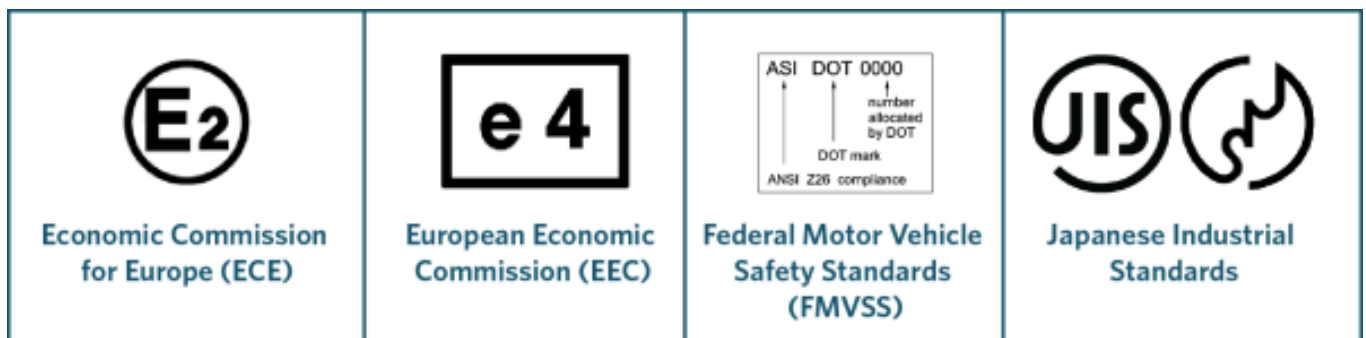 E2
Economic Commission
for Europe (ECE)
e 4
European Economic
Commission (EEC)
ASI DOT 0000
number
allocated
by DOT
DOT mark
ANSI Z26 compliance
Federal Motor Vehicle
Safety Standards
(FMVSS)
JIS
Japanese Industrial
Standards